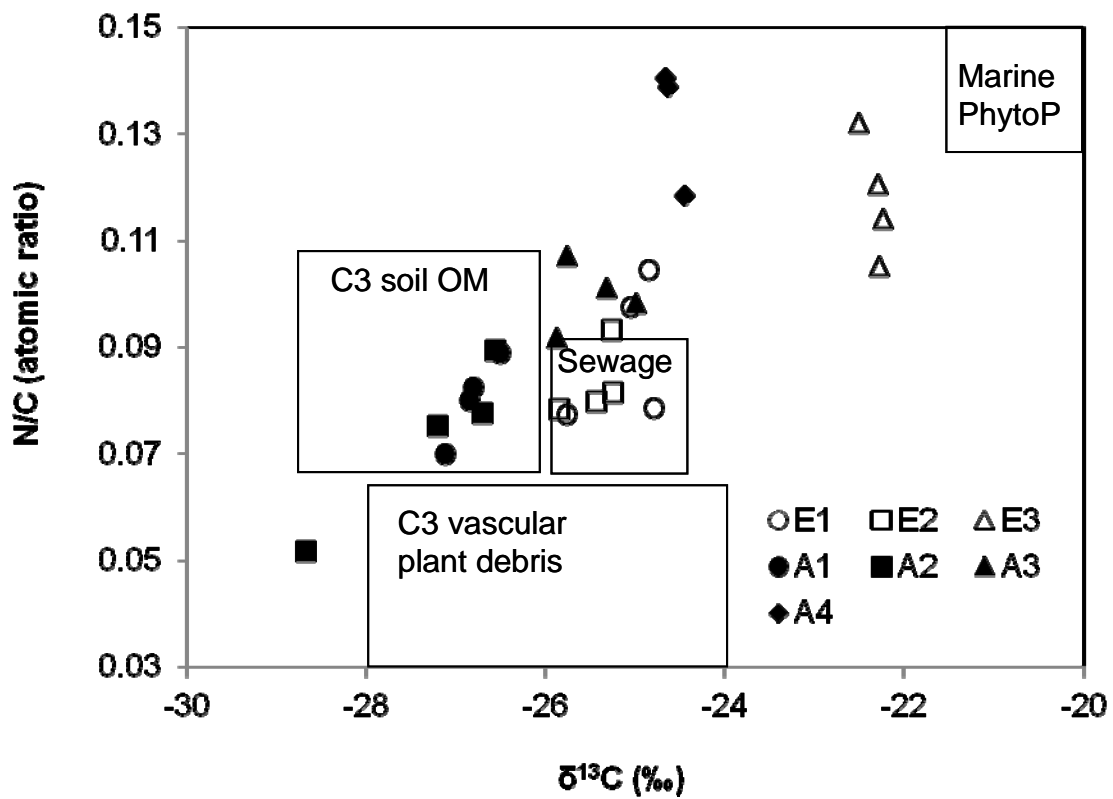 0.15
0.13
0.11
0.09
0.07
0.05
0.03
N/C (atomic ratio)
Marine
PhytoP
C3 soil OM
Sewage
C3 vascular
plant debris
E1 E2 E3
A1 A2 A3
A4
-30 -28 -26 -24 -22 -20
δ¹³C (‰)